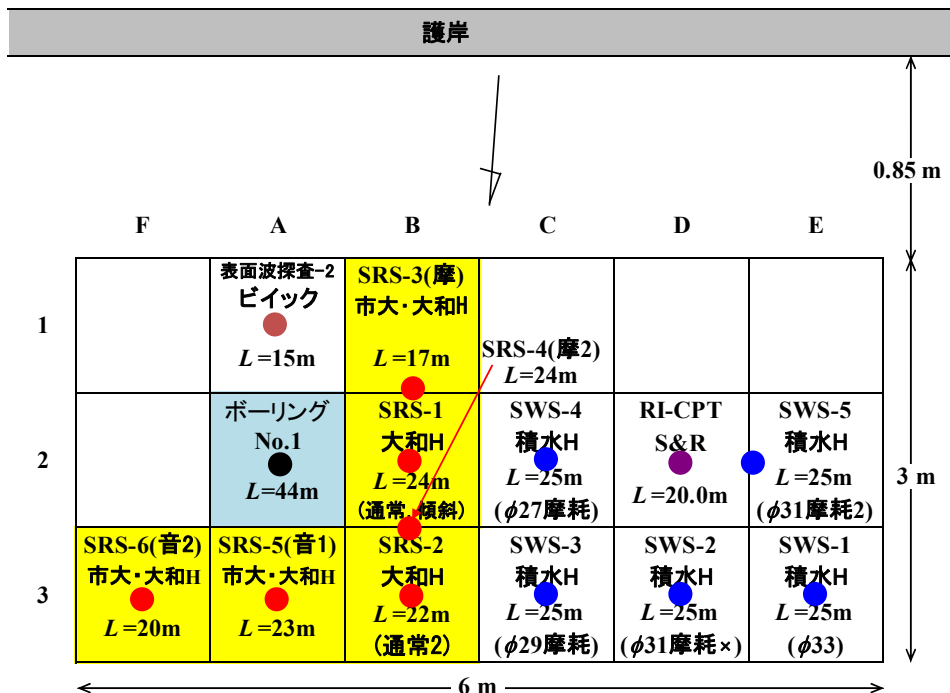 護岸
0.85 m
F A B C D E
1
表面波探査-2
ビイック
L =15m
SRS-3(摩)
市大・大和H
L =17m
SRS-4(摩2)
L=24m
2
ボーリング
No.1
L=44m
SRS-1
大和H
L=24m
(通常、傾斜)
SWS-4
積水H
L=25m
(ϕ27摩耗)
RI-CPT
S&R
L =20.0m
SWS-5
積水H
L=25m
(ϕ31摩耗2)
3 m
3
SRS-6(音2)
市大・大和H
L=20m
SRS-5(音1)
市大・大和H
L=23m
SRS-2
大和H
L=22m
(通常2)
SWS-3
積水H
L=25m
(ϕ29摩耗)
SWS-2
積水H
L=25m
(ϕ31摩耗×)
SWS-1
積水H
L=25m
(ϕ33)
6 m